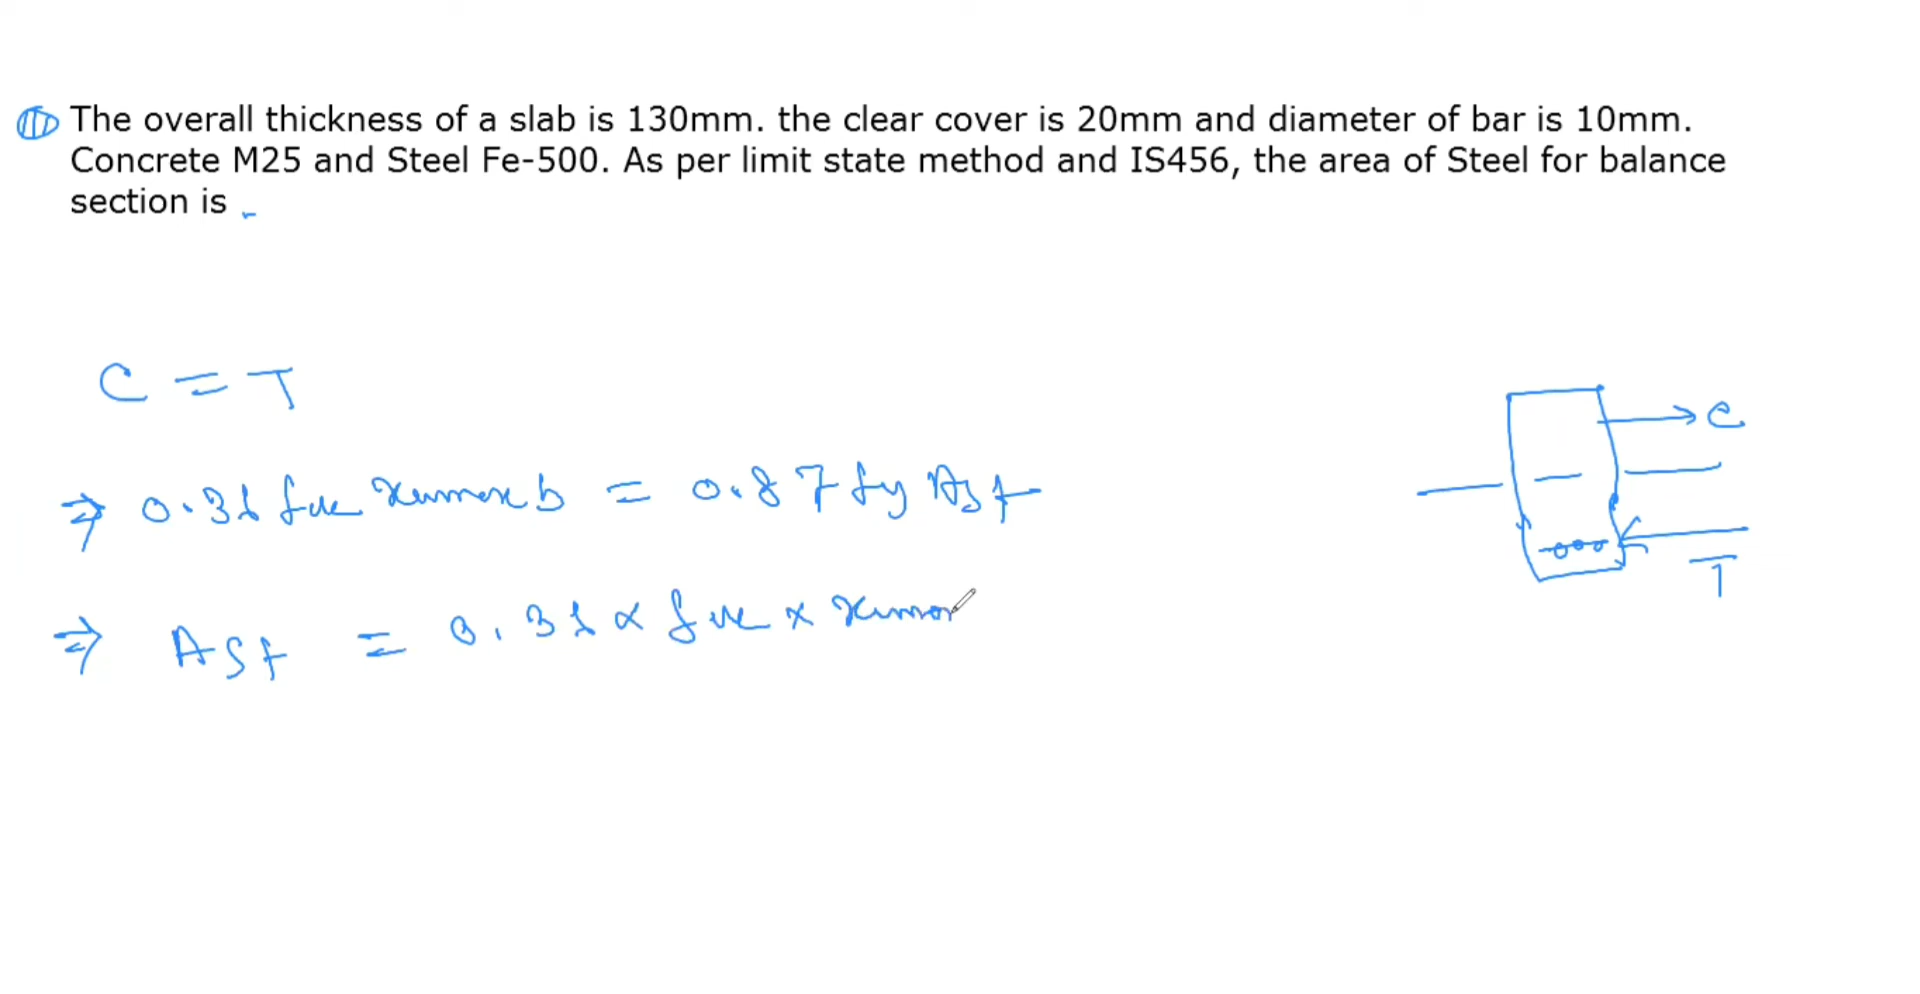 The overall thickness of a slab is 130mm. the clear cover is 20mm and diameter of bar is 10mm.
Concrete M25 and Steel Fe-500. As per limit state method and IS456, the area of Steel for balance
section is
C = T
⇒ 0.36 fck xumax b = 0.87 fy Ast
⇒ Ast = 0.36 × fck × xuma
C
T